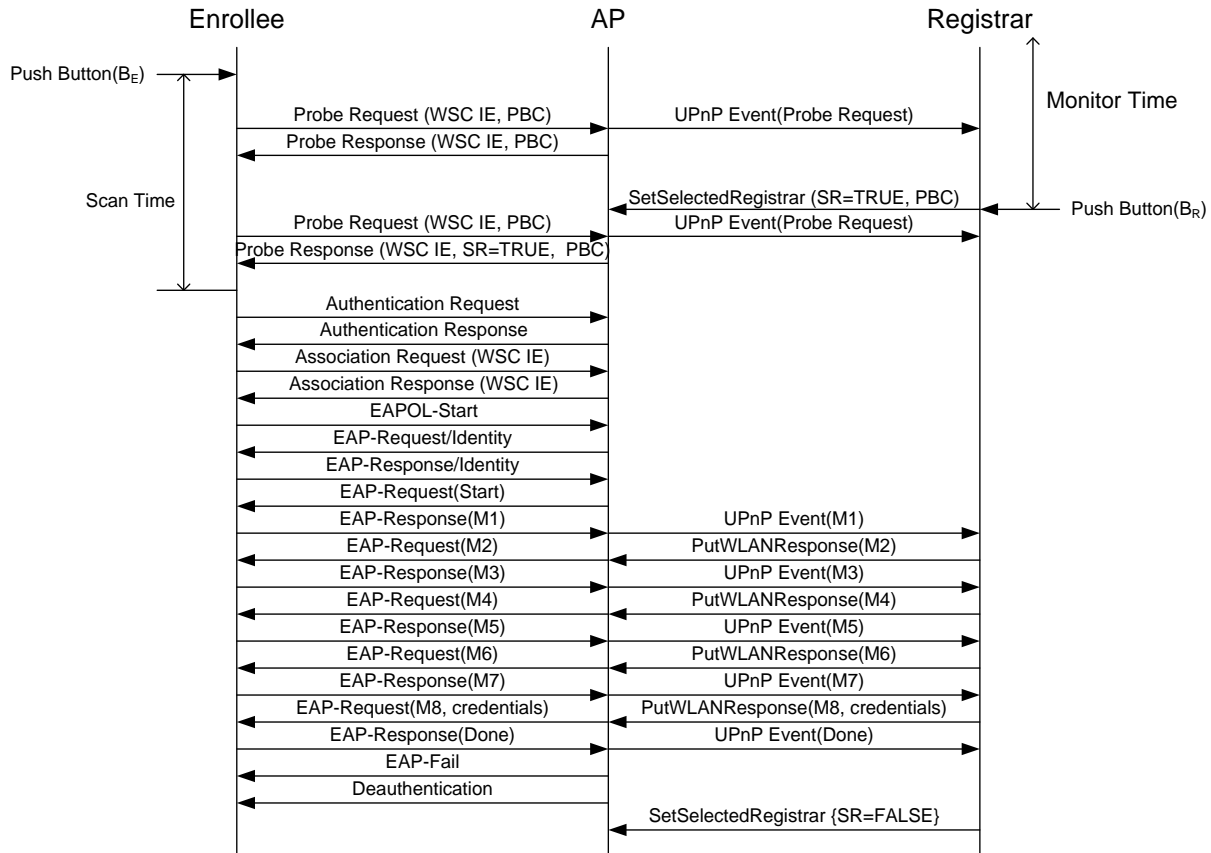 Enrollee AP Registrar
Push Button(BE)
Monitor Time
Probe Request (WSC IE, PBC) UPnP Event(Probe Request)
Probe Response (WSC IE, PBC)
Scan Time
SetSelectedRegistrar (SR=TRUE, PBC)
Push Button(BR)
Probe Request (WSC IE, PBC) UPnP Event(Probe Request)
Probe Response (WSC IE, SR=TRUE, PBC)
Authentication Request
Authentication Response
Association Request (WSC IE)
Association Response (WSC IE)
EAPOL-Start
EAP-Request/Identity
EAP-Response/Identity
EAP-Request(Start)
EAP-Response(M1) UPnP Event(M1)
EAP-Request(M2) PutWLANResponse(M2)
EAP-Response(M3) UPnP Event(M3)
EAP-Request(M4) PutWLANResponse(M4)
EAP-Response(M5) UPnP Event(M5)
EAP-Request(M6) PutWLANResponse(M6)
EAP-Response(M7) UPnP Event(M7)
EAP-Request(M8, credentials) PutWLANResponse(M8, credentials)
EAP-Response(Done) UPnP Event(Done)
EAP-Fail
Deauthentication
SetSelectedRegistrar {SR=FALSE}